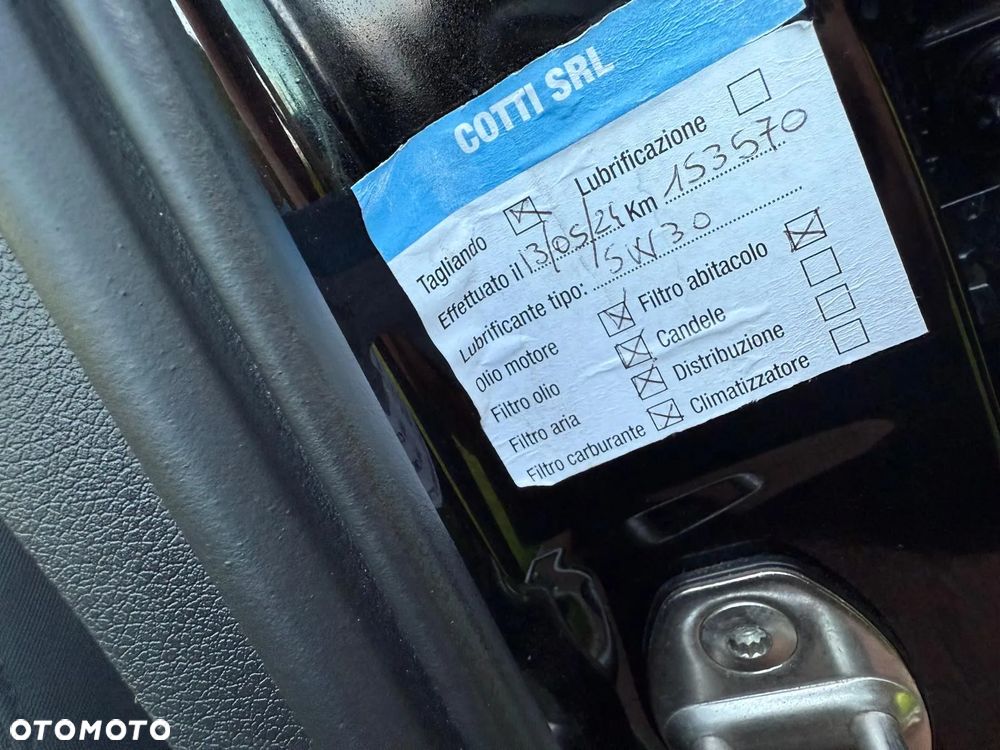 COTTI SRL
Tagliando Lubrificazione
Effettuato il 13/05/24 Km 153570
Lubrificante tipo: 5W30
Olio motore Filtro abitacolo
Filtro olio Candele
Filtro aria Distribuzione
Filtro carburante Climatizzatore
OTOMOTO